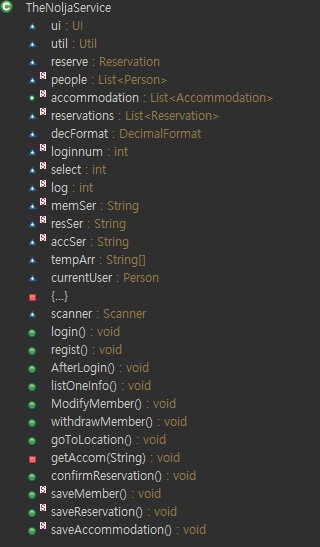 TheNoljaService
ui : UI
util : Util
reserve : Reservation
people : List<Person>
accommodation : List<Accommodation>
reservations : List<Reservation>
decFormat : DecimalFormat
loginnum : int
select : int
log : int
memSer : String
resSer : String
accSer : String
tempArr : String[]
currentUser : Person
{...}
scanner : Scanner
login() : void
regist() : void
AfterLogin() : void
listOneInfo() : void
ModifyMember() : void
withdrawMember() : void
goToLocation() : void
getAccom(String) : void
confirmReservation() : void
saveMember() : void
saveReservation() : void
saveAccommodation() : void